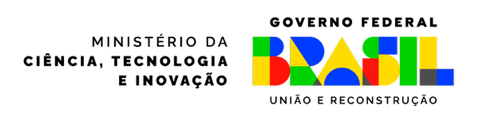 MINISTÉRIO DA
CIÊNCIA, TECNOLOGIA
E INOVAÇÃO
GOVERNO FEDERAL
BRASIL
UNIÃO E RECONSTRUÇÃO